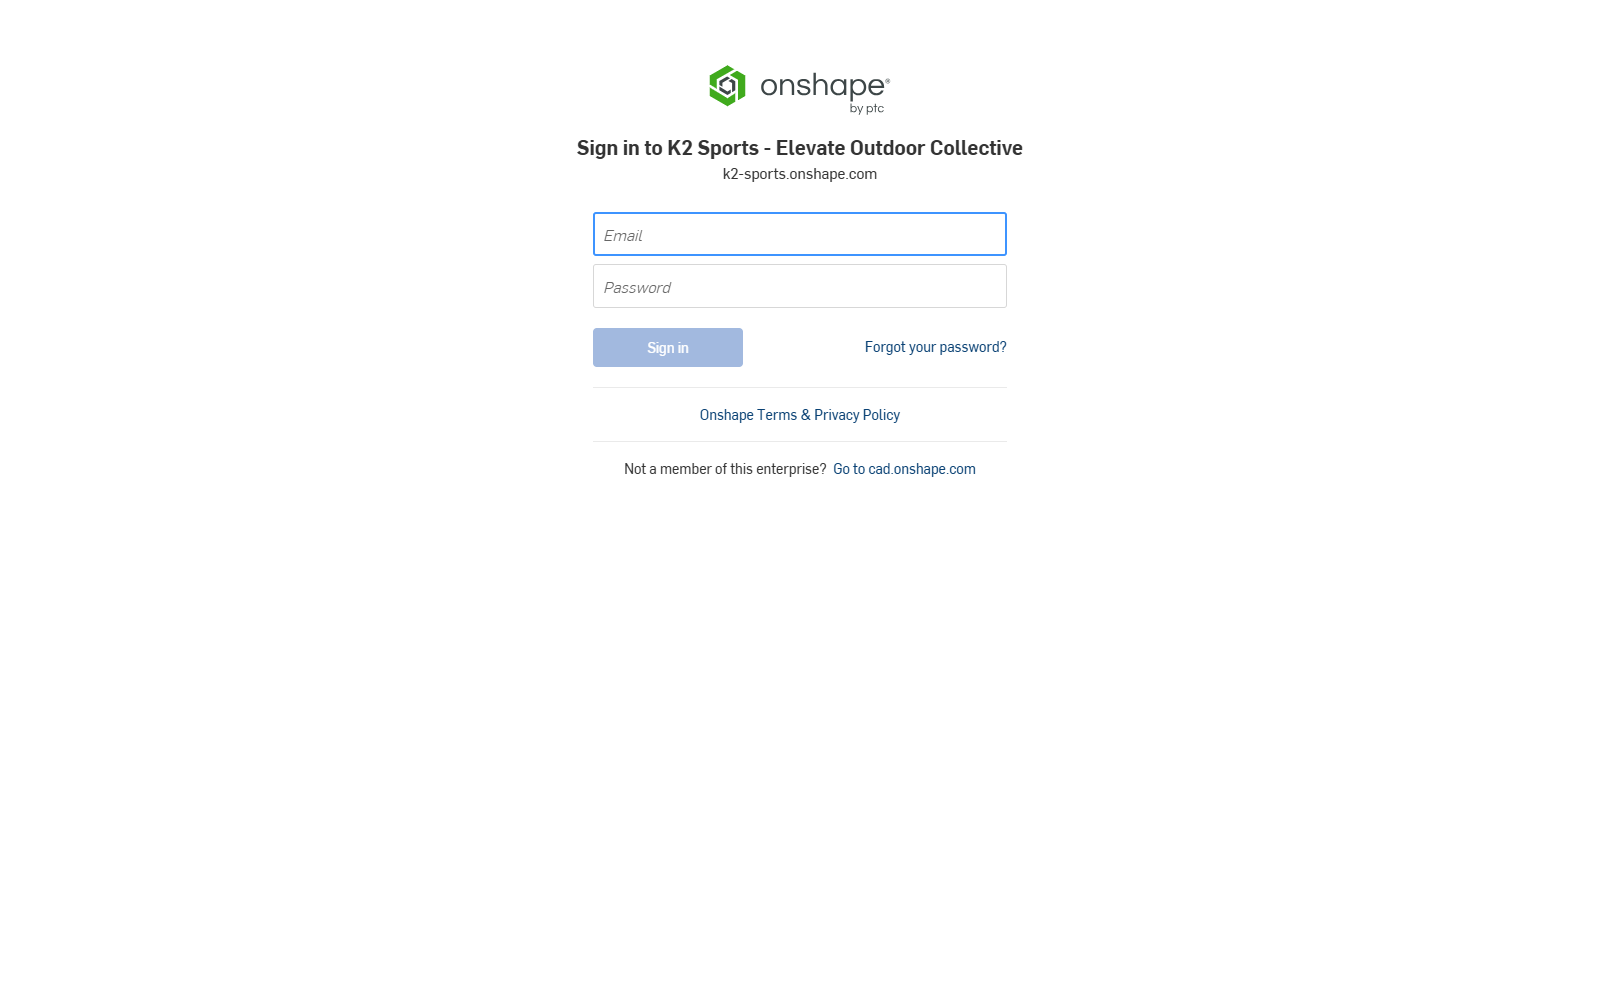 onshape®
by ptc
Sign in to K2 Sports - Elevate Outdoor Collective
k2-sports.onshape.com
Email
Password
Sign in
Forgot your password?
Onshape Terms & Privacy Policy
Not a member of this enterprise? Go to cad.onshape.com